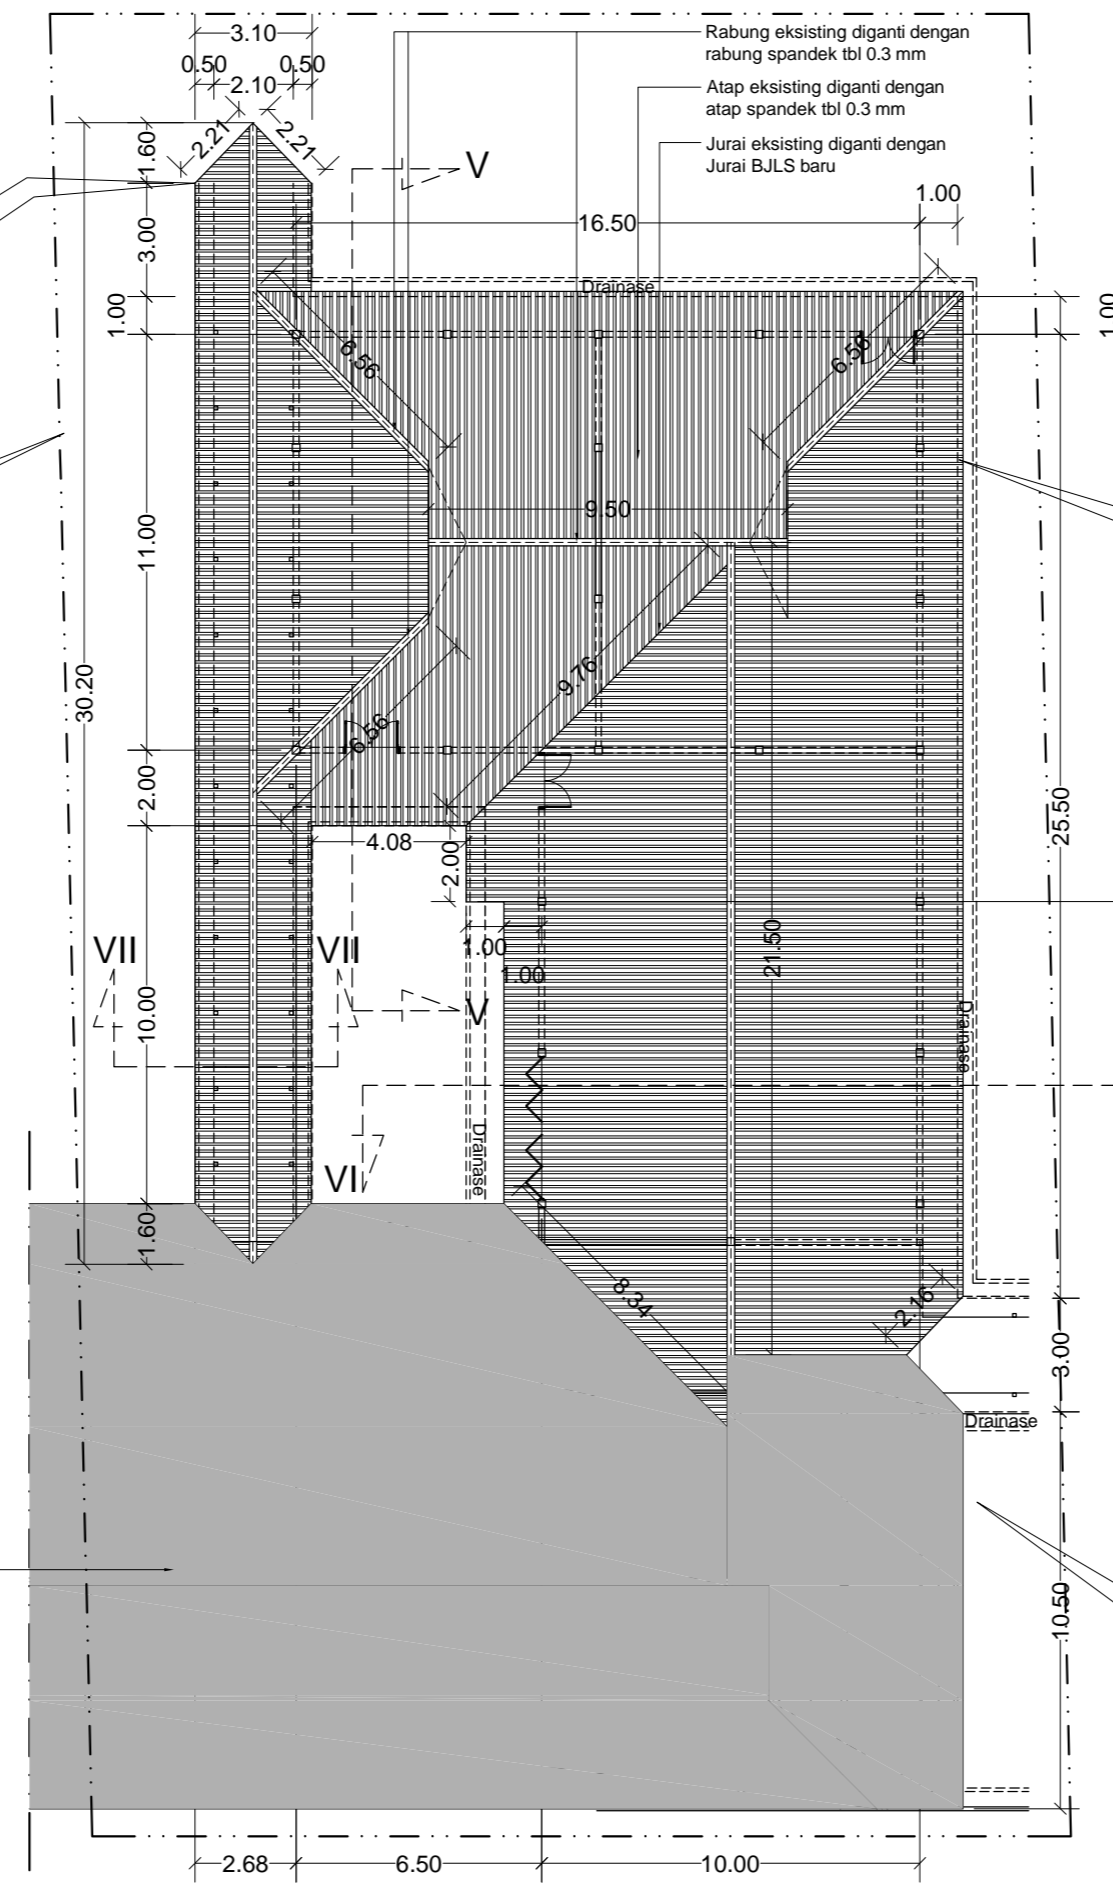 3.10
Rabung eksisting diganti dengan
rabung spandek tbl 0.3 mm
0.50
0.50
2.10
Atap eksisting diganti dengan
atap spandek tbl 0.3 mm
2.21
2.21
1.60
Jurai eksisting diganti dengan
Jurai BJLS baru
V
1.00
16.50
3.00
Drainase
1.00
1.00
6.56
6.56
9.50
11.00
9.76
30.20
6.56
2.00
25.50
4.08
2.00
21.50
VII
VII
1.00
1.00
V
10.00
Drainase
Drainase
VI
1.60
8.34
2.16
3.00
Drainase
10.50
2.68
6.50
10.00